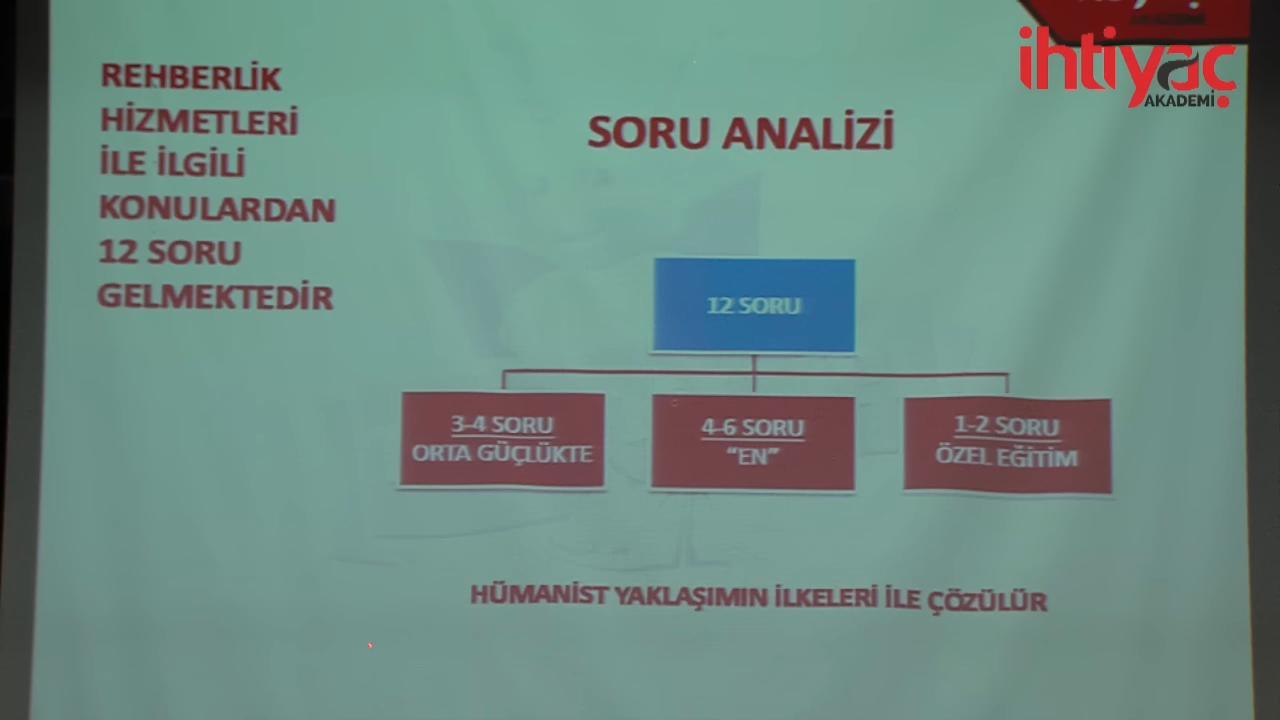 ihtiyaç
AKADEMİ
REHBERLİK
HİZMETLERİ
İLE İLGİLİ
KONULARDAN
12 SORU
GELMEKTEDİR
SORU ANALİZİ
12 SORU
3-4 SORU
ORTA GÜÇLÜKTE
4-6 SORU
“EN”
1-2 SORU
ÖZEL EĞİTİM
HÜMANİST YAKLAŞIMIN İLKELERİ İLE ÇÖZÜLÜR